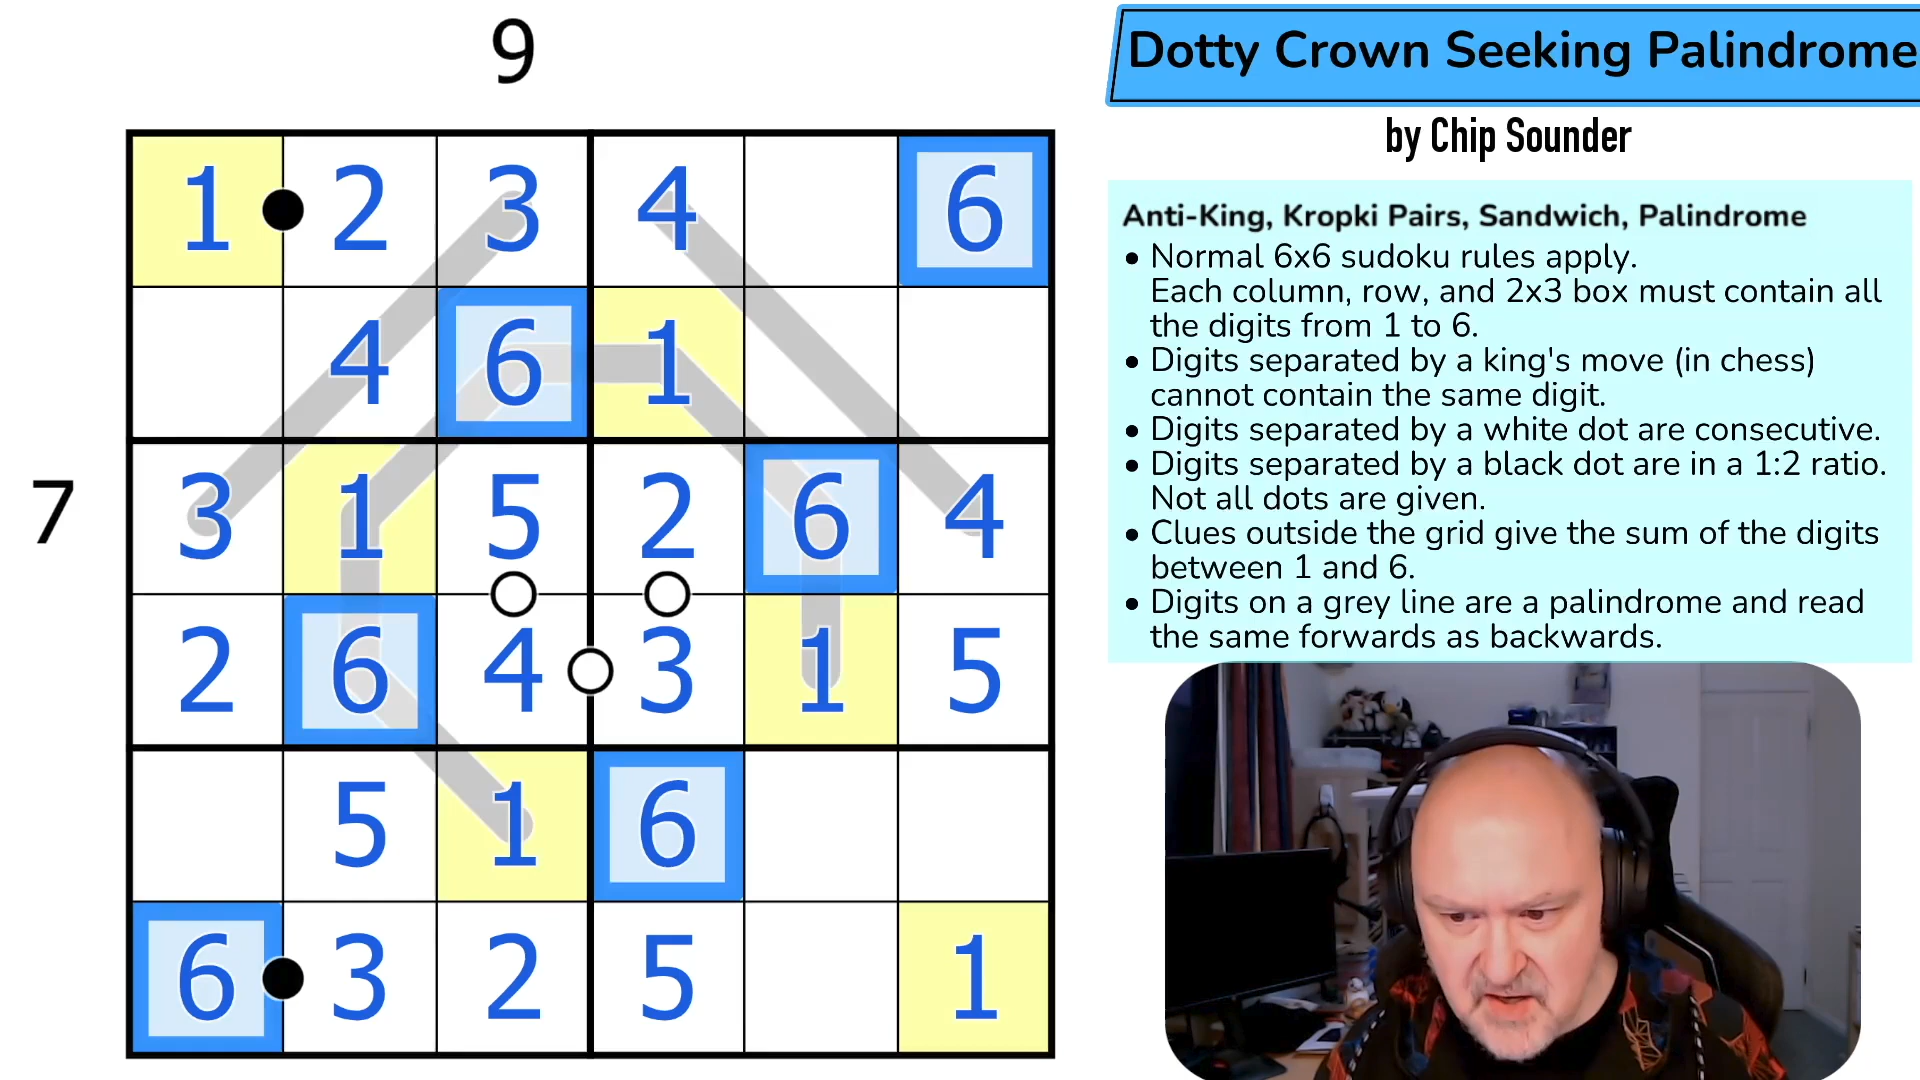 9
Dotty Crown Seeking Palindrome
by Chip Sounder
Anti-King, Kropki Pairs, Sandwich, Palindrome
• Normal 6x6 sudoku rules apply.
Each column, row, and 2x3 box must contain all
the digits from 1 to 6.
• Digits separated by a king's move (in chess)
cannot contain the same digit.
• Digits separated by a white dot are consecutive.
• Digits separated by a black dot are in a 1:2 ratio.
Not all dots are given.
• Clues outside the grid give the sum of the digits
between 1 and 6.
• Digits on a grey line are a palindrome and read
the same forwards as backwards.
1 2 3 4 6
4 6 1
7 3 1 5 2 6 4
2 6 4 3 1 5
5 1 6
6 3 2 5 1